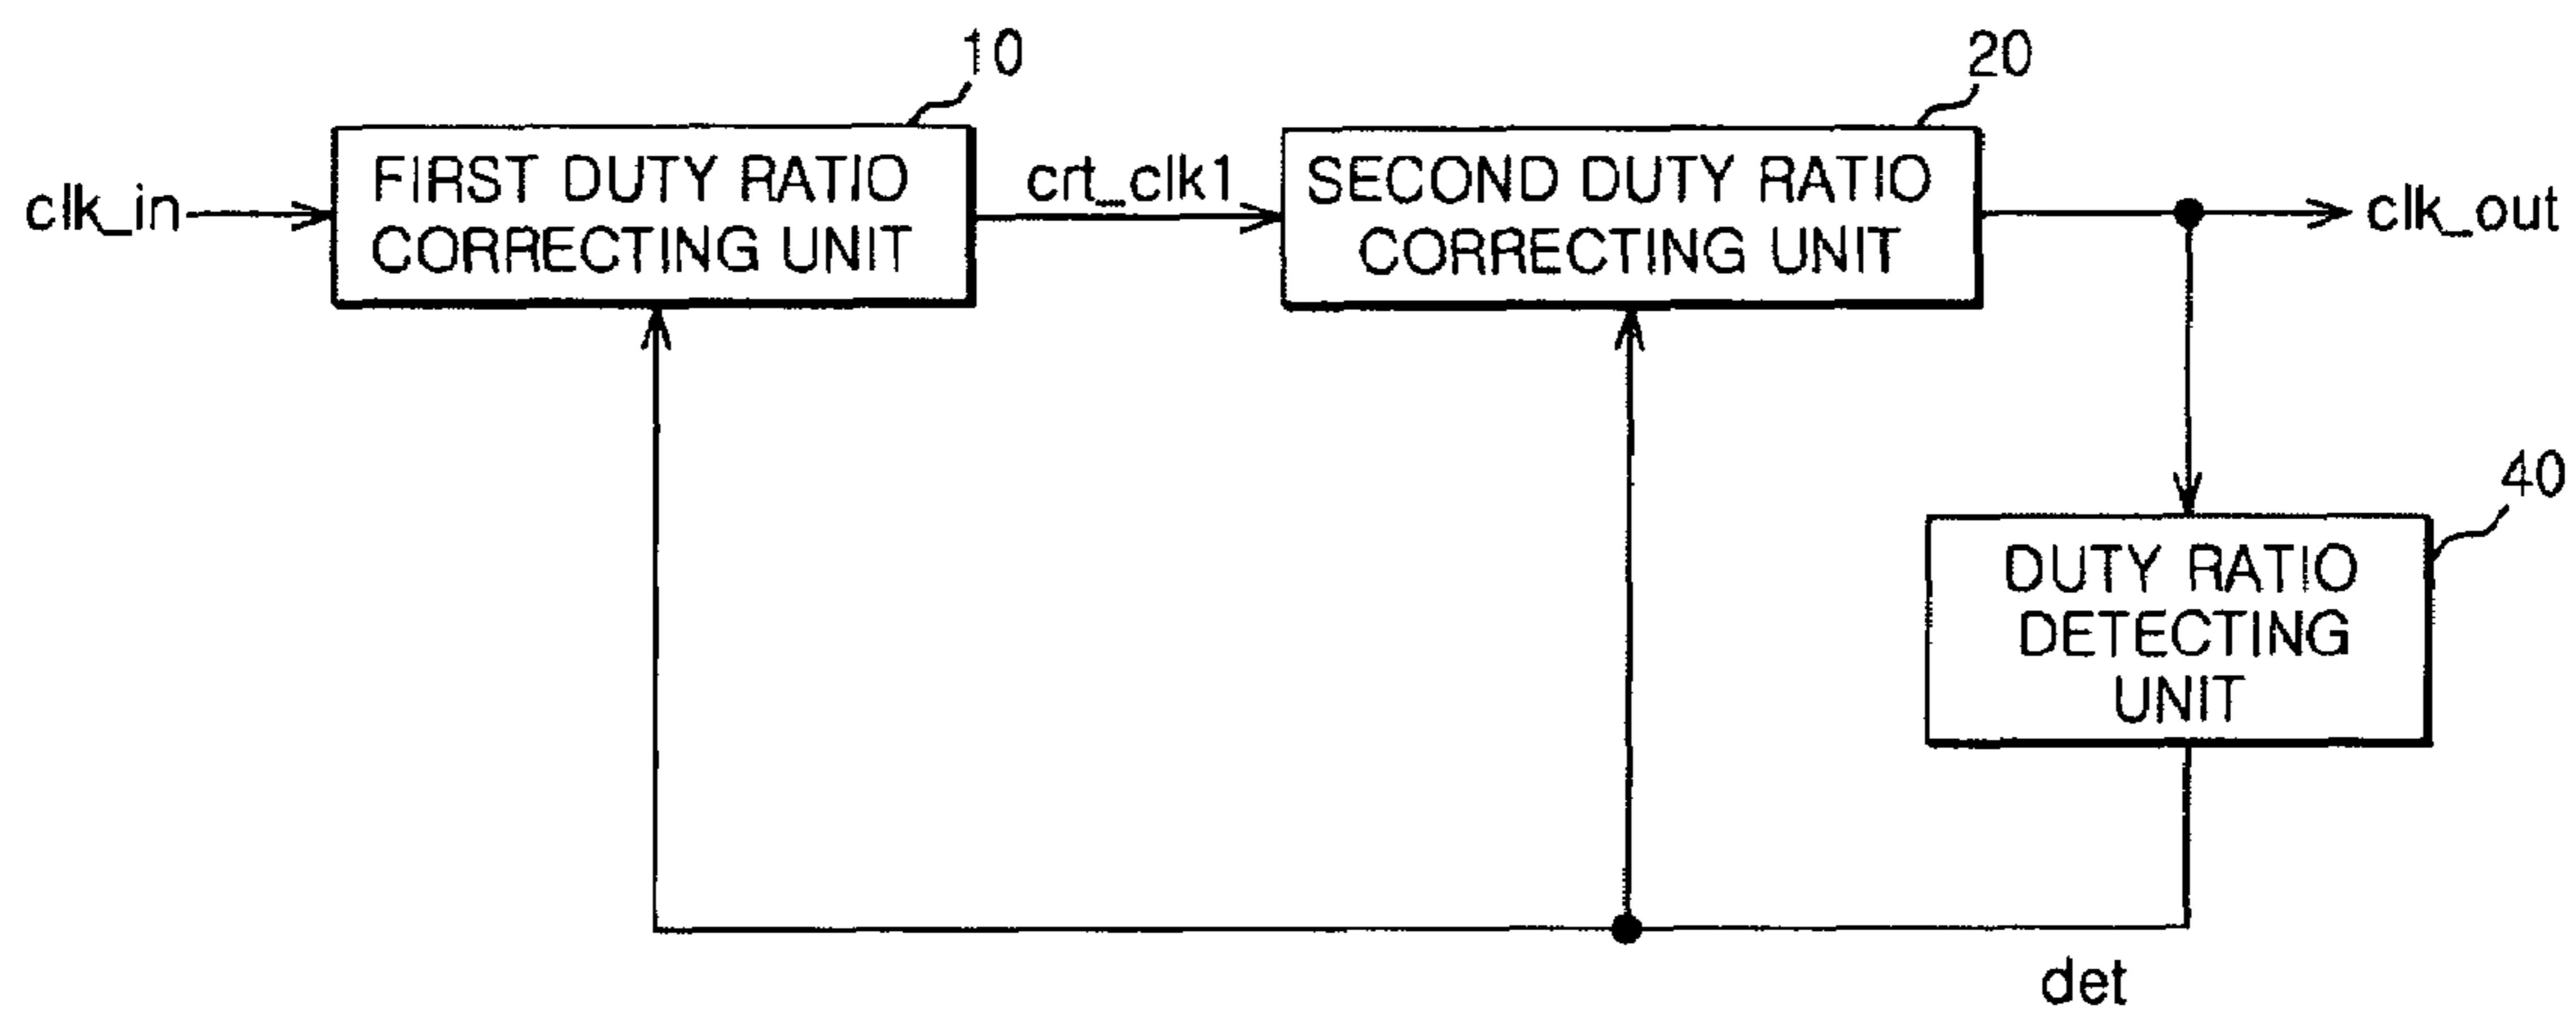 10
20
clk_in
FIRST DUTY RATIO
CORRECTING UNIT
crt_clk1
SECOND DUTY RATIO
CORRECTING UNIT
clk_out
40
DUTY RATIO
DETECTING
UNIT
det